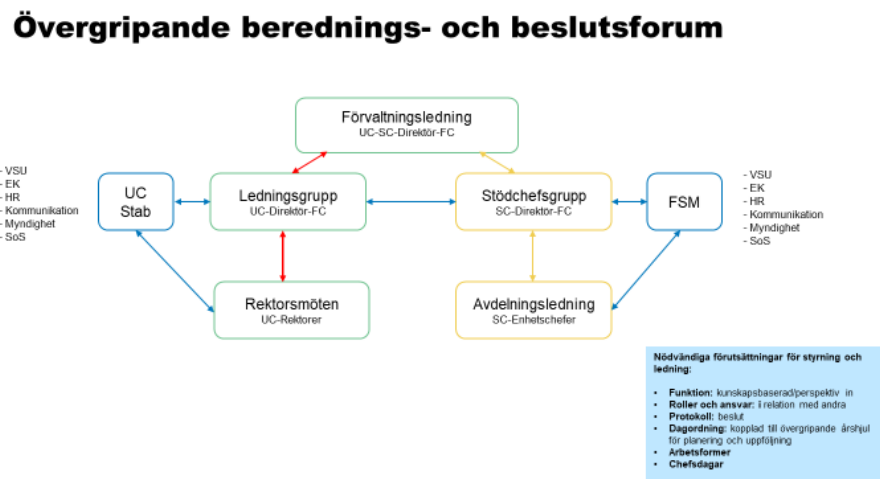 Övergripande berednings- och beslutsforum
Förvaltningsledning
UC-SC-Direktör-FC
- VSU
- EK
- HR
- Kommunikation
- Myndighet
- SoS
UC
Stab
Ledningsgrupp
UC-Direktör-FC
Stödchefsgrupp
SC-Direktör-FC
FSM
- VSU
- EK
- HR
- Kommunikation
- Myndighet
- SoS
Rektorsmöten
UC-Rektorer
Avdelningsledning
SC-Enhetschefer
Nödvändiga förutsättningar för styrning och
ledning:
• Funktion: kunskapsbaserad/perspektiv in
• Roller och ansvar: i relation med andra
• Protokoll: beslut
• Dagordning: kopplad till övergripande årshjul
för planering och uppföljning
• Arbetsformer
• Chefsdagar